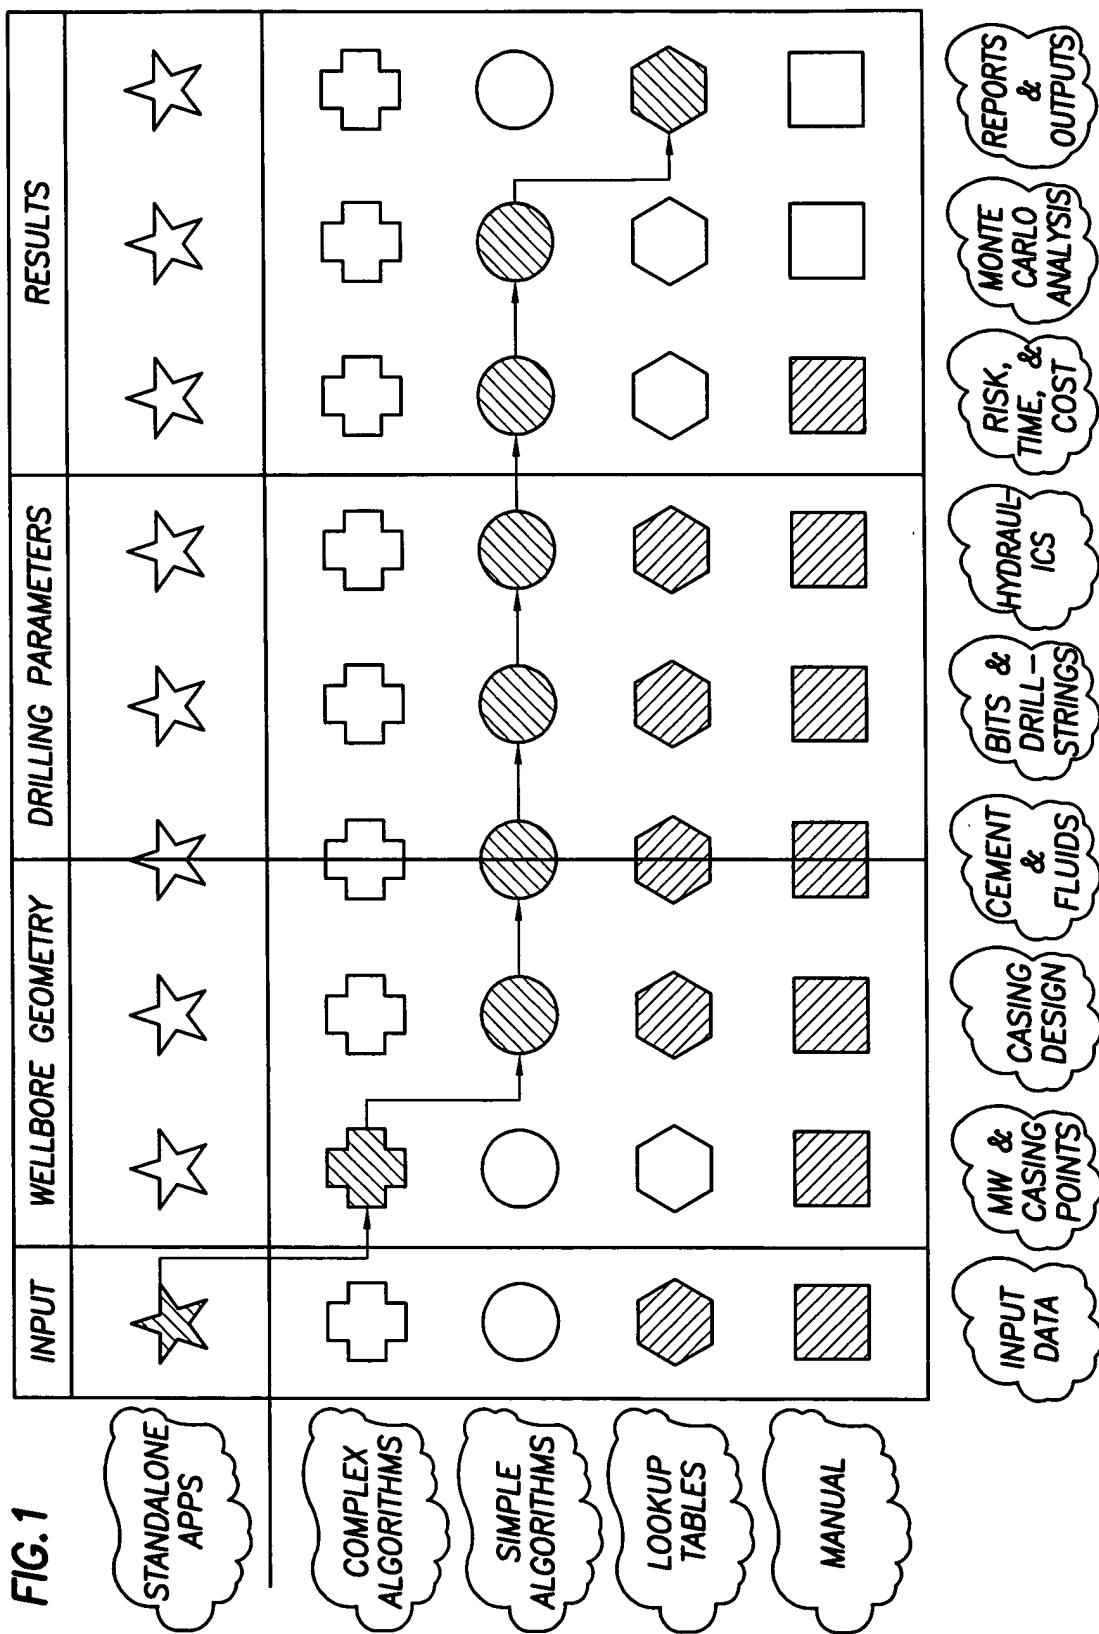 FIG.1
INPUT
WELLBORE GEOMETRY
DRILLING PARAMETERS
RESULTS
STANDALONE
APPS
COMPLEX
ALGORITHMS
SIMPLE
ALGORITHMS
LOOKUP
TABLES
MANUAL
INPUT
DATA
MW &
CASING
POINTS
CASING
DESIGN
CEMENT
&
FLUIDS
BITS &
DRILL-
STRINGS
HYDRAUL-
ICS
RISK,
TIME, &
COST
MONTE
CARLO
ANALYSIS
REPORTS
&
OUTPUTS